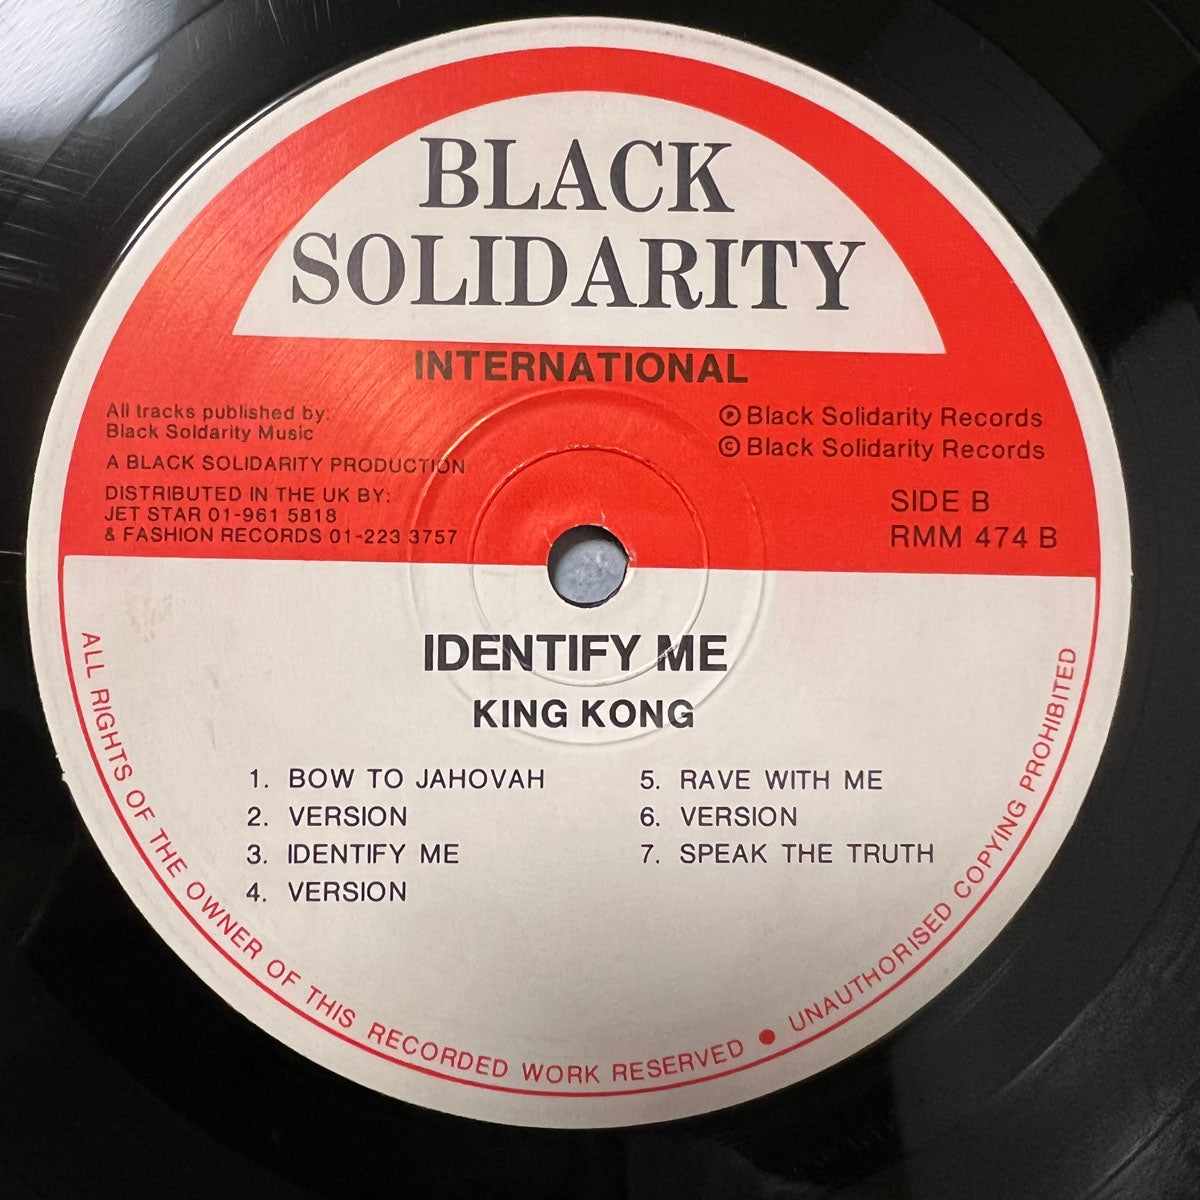 BLACK
SOLIDARITY
INTERNATIONAL
All tracks published by:
Black Soldarity Music
A BLACK SOLIDARITY PRODUCTION
DISTRIBUTED IN THE UK BY:
JET STAR 01-961 5818
& FASHION RECORDS 01-223 3757
℗ Black Solidarity Records
© Black Solidarity Records
SIDE B
RMM 474 B
IDENTIFY ME
KING KONG
1. BOW TO JAHOVAH
2. VERSION
3. IDENTIFY ME
4. VERSION
5. RAVE WITH ME
6. VERSION
7. SPEAK THE TRUTH
ALL RIGHTS OF THE OWNER OF THIS RECORDED WORK RESERVED ● UNAUTHORISED COPYING PROHIBITED